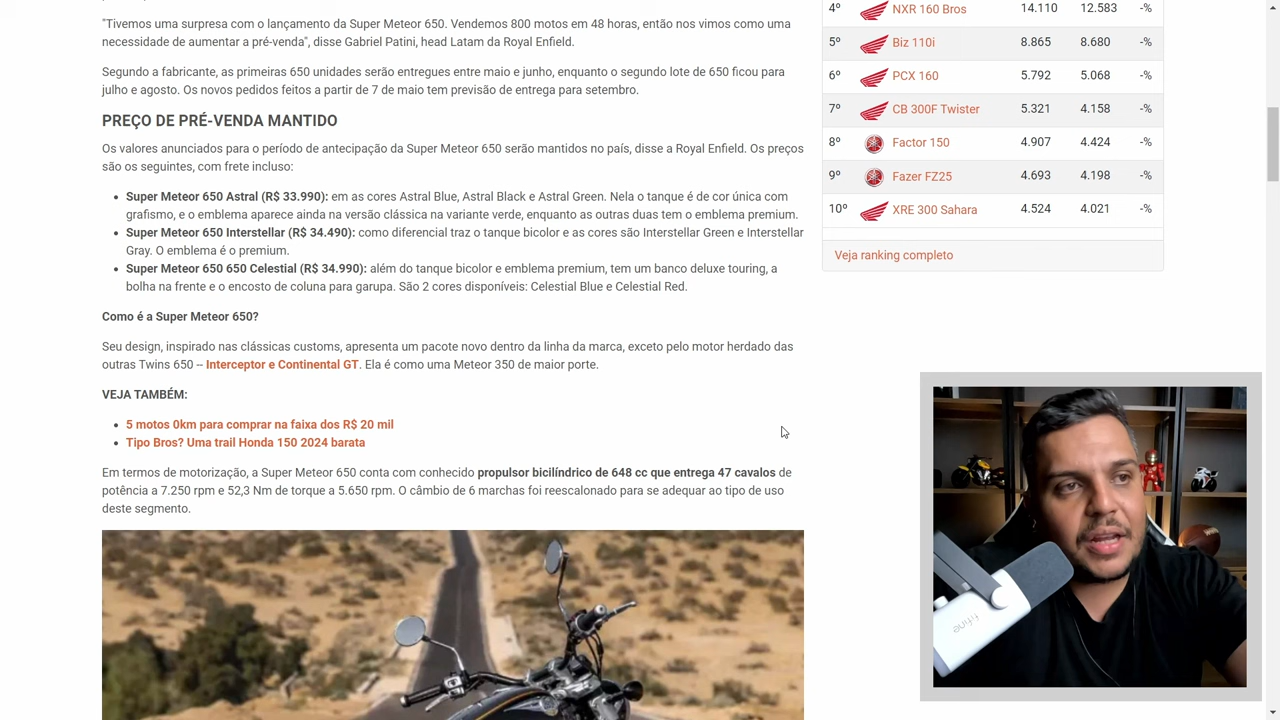 "Tivemos uma surpresa com o lançamento da Super Meteor 650. Vendemos 800 motos em 48 horas, então nos vimos como uma
necessidade de aumentar a pré-venda", disse Gabriel Patini, head Latam da Royal Enfield.
Segundo a fabricante, as primeiras 650 unidades serão entregues entre maio e junho, enquanto o segundo lote de 650 ficou para
julho e agosto. Os novos pedidos feitos a partir de 7 de maio tem previsão de entrega para setembro.
PREÇO DE PRÉ-VENDA MANTIDO
Os valores anunciados para o período de antecipação da Super Meteor 650 serão mantidos no país, disse a Royal Enfield. Os preços
são os seguintes, com frete incluso:
• Super Meteor 650 Astral (R$ 33.990): em as cores Astral Blue, Astral Black e Astral Green. Nela o tanque é de cor única com
grafismo, e o emblema aparece ainda na versão clássica na variante verde, enquanto as outras duas tem o emblema premium.
• Super Meteor 650 Interstellar (R$ 34.490): como diferencial traz o tanque bicolor e as cores são Interstellar Green e Interstellar
Gray. O emblema é o premium.
• Super Meteor 650 650 Celestial (R$ 34.990): além do tanque bicolor e emblema premium, tem um banco deluxe touring, a
bolha na frente e o encosto de coluna para garupa. São 2 cores disponíveis: Celestial Blue e Celestial Red.
Como é a Super Meteor 650?
Seu design, inspirado nas clássicas customs, apresenta um pacote novo dentro da linha da marca, exceto pelo motor herdado das
outras Twins 650 -- Interceptor e Continental GT. Ela é como uma Meteor 350 de maior porte.
VEJA TAMBÉM:
• 5 motos 0km para comprar na faixa dos R$ 20 mil
• Tipo Bros? Uma trail Honda 150 2024 barata
Em termos de motorização, a Super Meteor 650 conta com conhecido propulsor bicilíndrico de 648 cc que entrega 47 cavalos de
potência a 7.250 rpm e 52,3 Nm de torque a 5.650 rpm. O câmbio de 6 marchas foi reescalonado para se adequar ao tipo de uso
deste segmento.
4º NXR 160 Bros 14.110 12.583 -%
5º Biz 110i 8.865 8.680 -%
6º PCX 160 5.792 5.068 -%
7º CB 300F Twister 5.321 4.158 -%
8º Factor 150 4.907 4.424 -%
9º Fazer FZ25 4.693 4.198 -%
10º XRE 300 Sahara 4.524 4.021 -%
Veja ranking completo
fifine